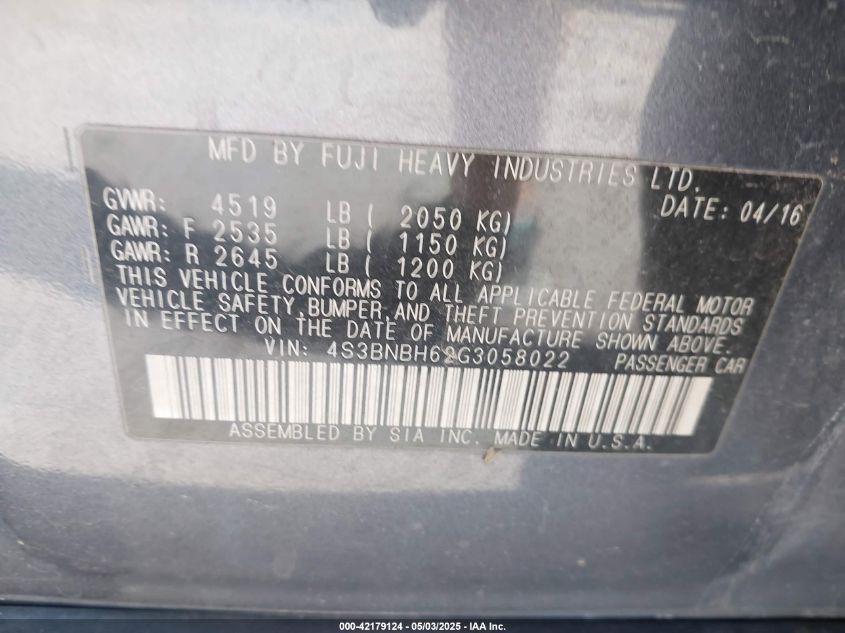 MFD BY FUJI HEAVY INDUSTRIES LTD.
GVWR: 4519 LB ( 2050 KG) DATE: 04/16
GAWR: F 2535 LB ( 1150 KG)
GAWR: R 2645 LB ( 1200 KG)
THIS VEHICLE CONFORMS TO ALL APPLICABLE FEDERAL MOTOR
VEHICLE SAFETY, BUMPER, AND THEFT PREVENTION STANDARDS
IN EFFECT ON THE DATE OF MANUFACTURE SHOWN ABOVE.
VIN: 4S3BNBH62G3058022 PASSENGER CAR
ASSEMBLED BY SIA INC. MADE IN U.S.A.
000-42179124 - 05/03/2025 - IAA Inc.